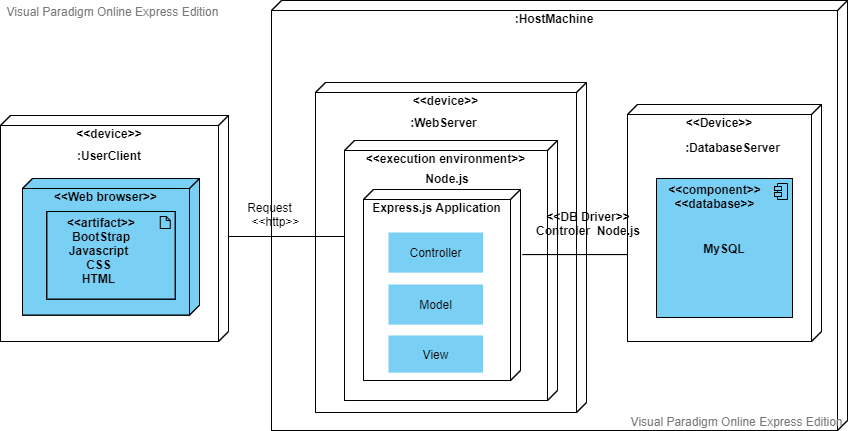 Visual Paradigm Online Express Edition
:HostMachine
<<device>>
:UserClient
<<Web browser>>
<<artifact>>
BootStrap
Javascript
CSS
HTML
Request
<<http>>
<<device>>
:WebServer
<<execution environment>>
Node.js
Express.js Application
Controller
Model
View
<<DB Driver>>
Controler Node.js
<<Device>>
:DatabaseServer
<<component>>
<<database>>
MySQL
Visual Paradigm Online Express Edition